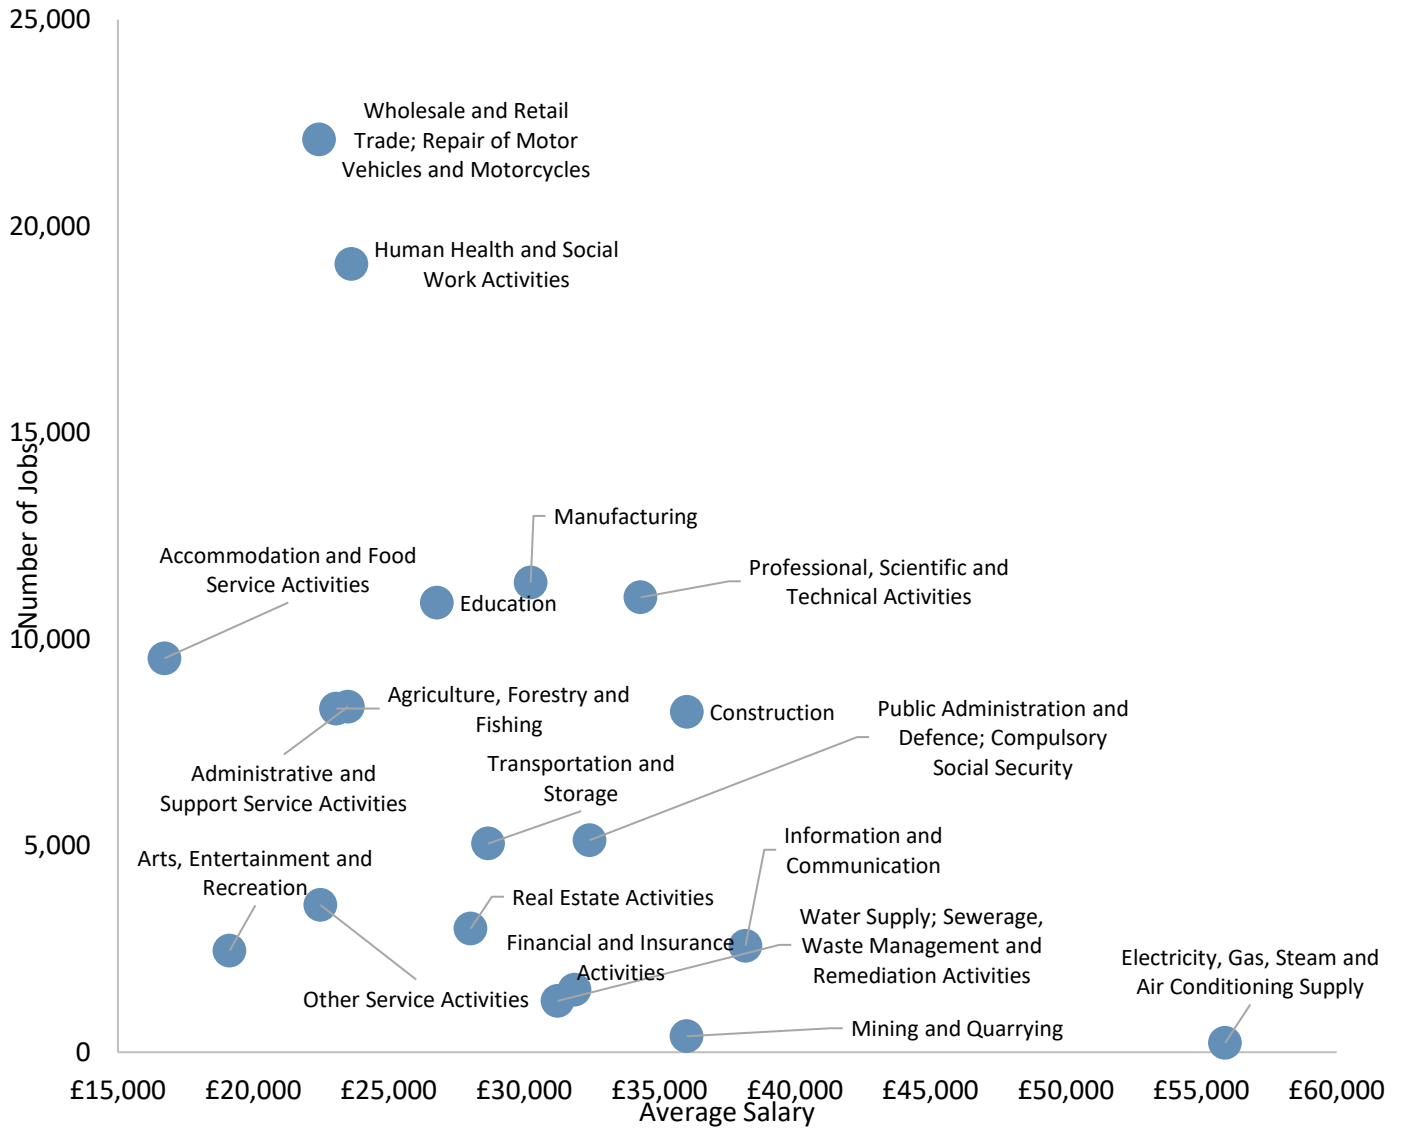 25,000
Wholesale and Retail
Trade; Repair of Motor
Vehicles and Motorcycles
20,000
Human Health and Social
Work Activities
15,000
Number of Jobs
Manufacturing
Accommodation and Food
Service Activities
Professional, Scientific and
Technical Activities
Education
10,000
Agriculture, Forestry and
Fishing
Construction
Public Administration and
Defence; Compulsory
Social Security
Administrative and
Support Service Activities
Transportation and
Storage
5,000
Information and
Communication
Arts, Entertainment and
Recreation
Real Estate Activities
Water Supply; Sewerage,
Waste Management and
Remediation Activities
Financial and Insurance
Activities
Electricity, Gas, Steam and
Air Conditioning Supply
Other Service Activities
Mining and Quarrying
0
£15,000 £20,000 £25,000 £30,000 £35,000 £40,000 £45,000 £50,000 £55,000 £60,000
Average Salary